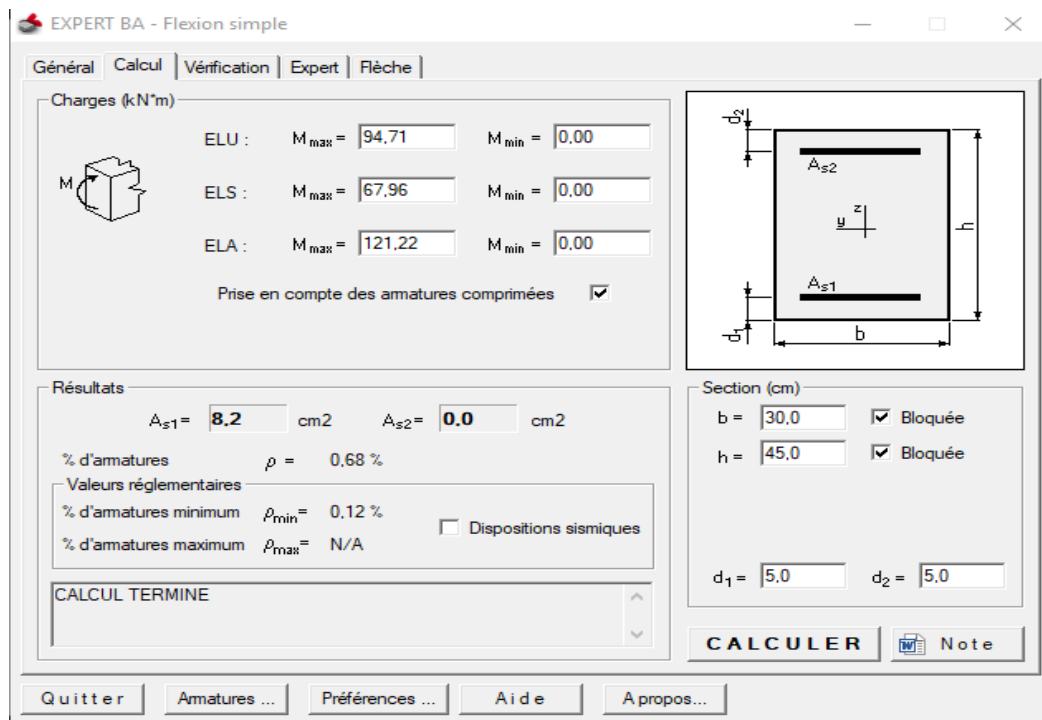 EXPERT BA - Flexion simple
Général Calcul Vérification Expert Flèche
Charges (kN*m)
ELU : M max = 94,71 M min = 0,00
M
ELS : M max = 67,96 M min = 0,00
ELA : M max = 121,22 M min = 0,00
Prise en compte des armatures comprimées
d2
As2
z
y
h
As1
d1
b
Résultats
As1= 8,2 cm2 As2= 0,0 cm2
% d'armatures ρ = 0,68 %
Valeurs réglementaires
% d'armatures minimum ρmin= 0,12 %
Dispositions sismiques
% d'armatures maximum ρmax= N/A
CALCUL TERMINE
Section (cm)
b = 30,0 Bloquée
h = 45,0 Bloquée
d1 = 5,0 d2 = 5,0
CALCULER Note
Quitter Armatures ... Préférences ... Aide A propos...